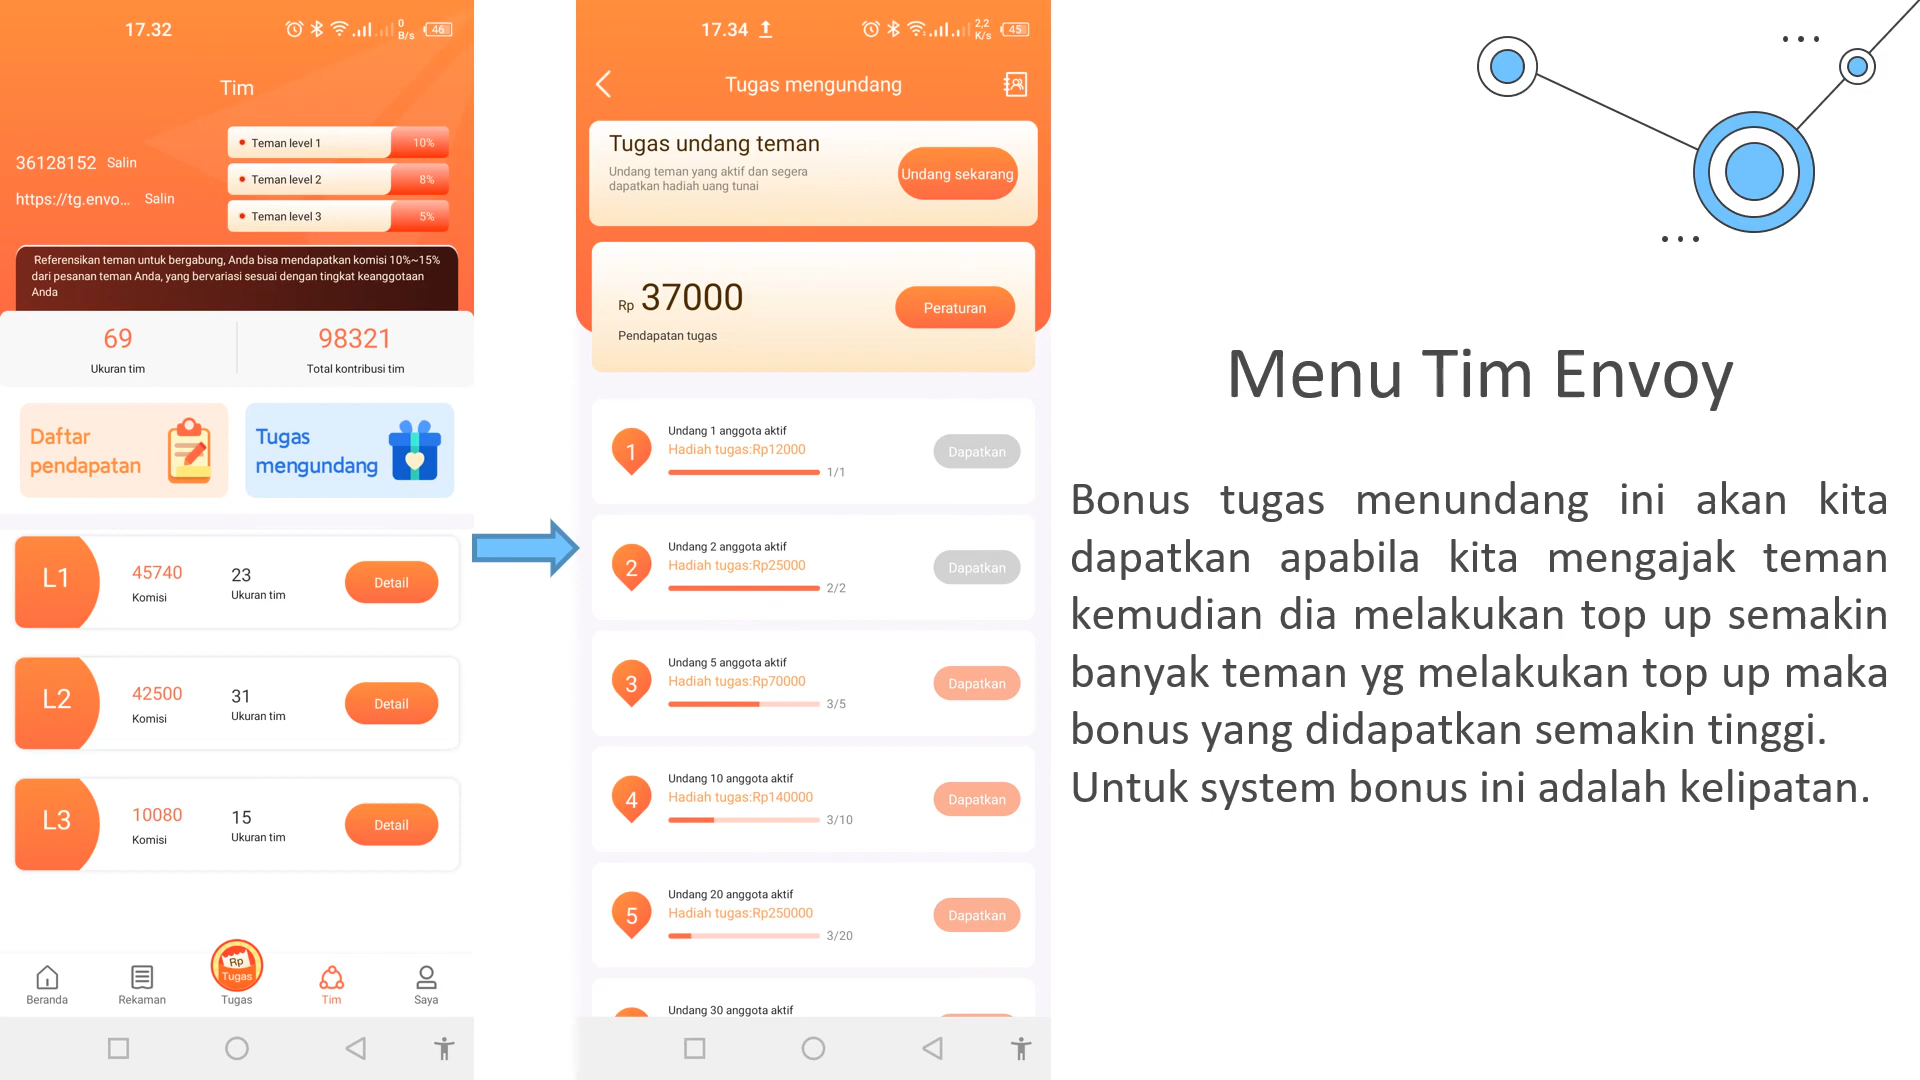 17.32
0
B/s
46
Tim
36128152 Salin
https://tg.envo... Salin
Teman level 1 10%
Teman level 2 8%
Teman level 3 5%
Referensikan teman untuk bergabung, Anda bisa mendapatkan komisi 10%~15%
dari pesanan teman Anda, yang bervariasi sesuai dengan tingkat keanggotaan
Anda
69
Ukuran tim
98321
Total kontribusi tim
Daftar
pendapatan
Tugas
mengundang
L1
45740
Komisi
23
Ukuran tim
Detail
L2
42500
Komisi
31
Ukuran tim
Detail
L3
10080
Komisi
15
Ukuran tim
Detail
Rp
Tugas
Beranda
Rekaman
Tugas
Tim
Saya
17.34
2,2
K/s
45
Tugas mengundang
Tugas undang teman
Undang teman yang aktif dan segera
dapatkan hadiah uang tunai
Undang sekarang
Rp 37000
Pendapatan tugas
Peraturan
1
Undang 1 anggota aktif
Hadiah tugas:Rp12000
1/1
Dapatkan
2
Undang 2 anggota aktif
Hadiah tugas:Rp25000
2/2
Dapatkan
3
Undang 5 anggota aktif
Hadiah tugas:Rp70000
3/5
Dapatkan
4
Undang 10 anggota aktif
Hadiah tugas:Rp140000
3/10
Dapatkan
5
Undang 20 anggota aktif
Hadiah tugas:Rp250000
3/20
Dapatkan
Undang 30 anggota aktif
Menu Tim Envoy
Bonus tugas menundang ini akan kita
dapatkan apabila kita mengajak teman
kemudian dia melakukan top up semakin
banyak teman yg melakukan top up maka
bonus yang didapatkan semakin tinggi.
Untuk system bonus ini adalah kelipatan.